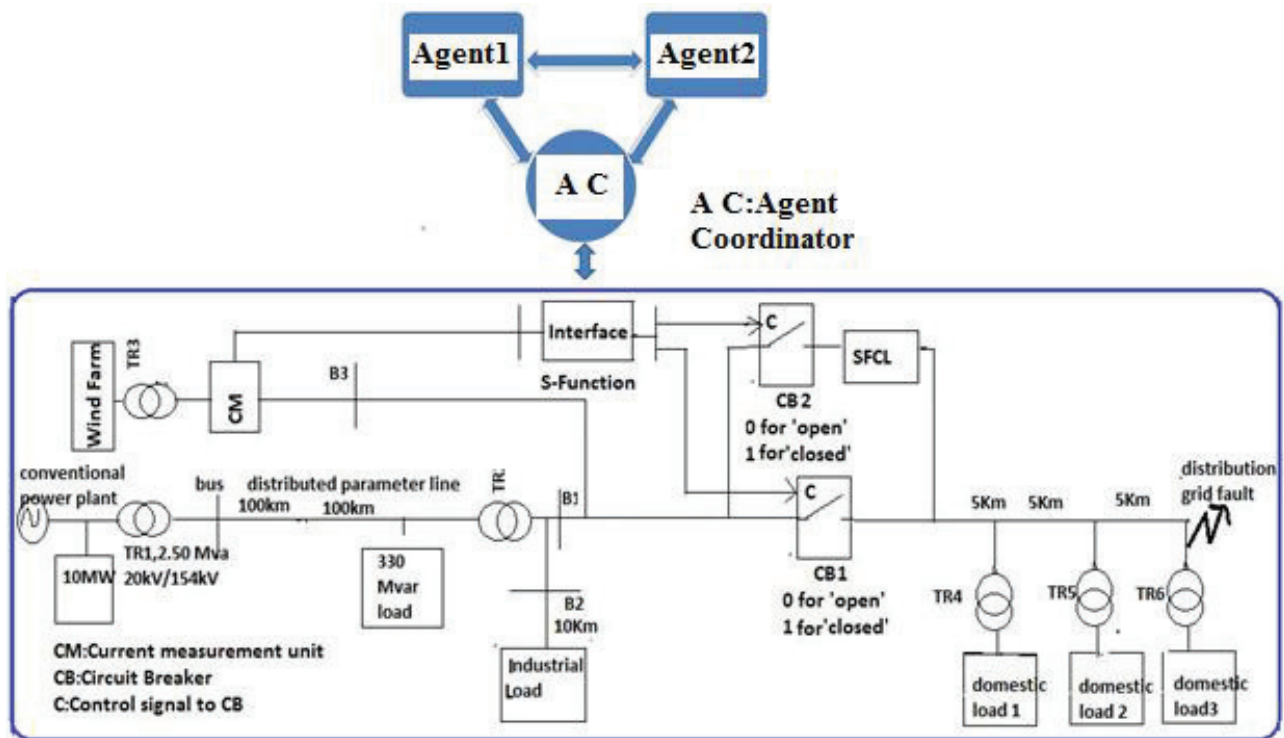 Agent1
Agent2
A C
A C:Agent
Coordinator
Interface
S-Function
C
SFCL
CB2
0 for 'open'
1 for'closed'
Wind Farm
TR3
CM
B3
conventional
power plant
bus
distributed parameter line
100km
100km
TR.
B1
C
CB1
0 for 'open'
1 for'closed'
5Km
5Km
5Km
distribution
grid fault
10MW
TR1,2.50 Mva
20kV/154kV
330
Mvar
load
B2
10Km
Industrial
Load
TR4
TR5
TR6
domestic
load 1
domestic
load 2
domestic
load3
CM:Current measurement unit
CB:Circuit Breaker
C:Control signal to CB